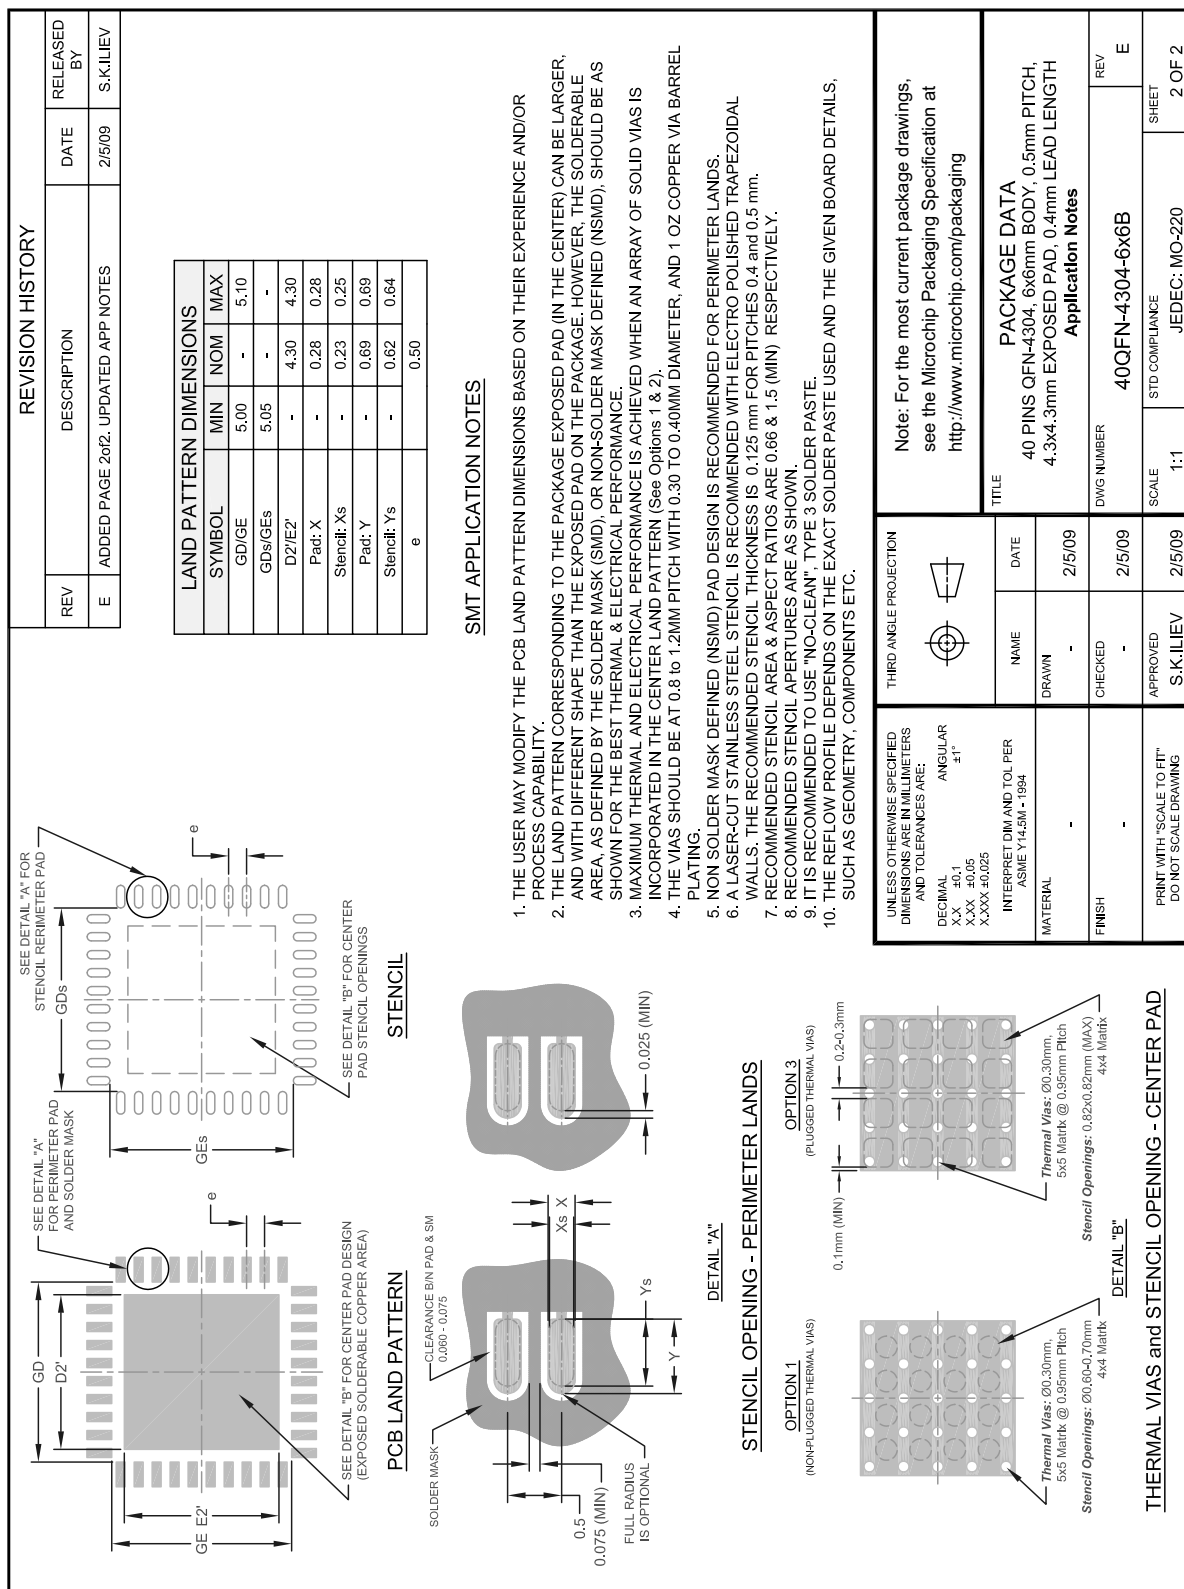 REVISION HISTORY
REV DESCRIPTION DATE RELEASED BY
E ADDED PAGE 2of2. UPDATED APP NOTES 2/5/09 S.K.ILIEV
SEE DETAIL "A"
FOR PERIMETER PAD
AND SOLDER MASK
GD
D2'
GE
E2'
e
SEE DETAIL "B" FOR CENTER PAD DESIGN
(EXPOSED SOLDERABLE COPPER AREA)
PCB LAND PATTERN
SEE DETAIL "A" FOR
STENCIL RERIMETER PAD
GDs
GEs
e
SEE DETAIL "B" FOR CENTER
PAD STENCIL OPENINGS
STENCIL
LAND PATTERN DIMENSIONS
SYMBOL MIN NOM MAX
GD/GE 5.00 - 5.10
GDs/GEs 5.05 - -
D2'/E2' - 4.30 4.30
Pad: X - 0.28 0.28
Stencil: Xs - 0.23 0.25
Pad: Y - 0.69 0.69
Stencil: Ys - 0.62 0.64
e 0.50
SOLDER MASK
CLEARANCE B/N PAD & SM
0.060 - 0.075
0.5
0.075 (MIN)
FULL RADIUS
IS OPTIONAL
Y
Ys
Xs
X
0.025 (MIN)
DETAIL "A"
STENCIL OPENING - PERIMETER LANDS
SMT APPLICATION NOTES
1. THE USER MAY MODIFY THE PCB LAND PATTERN DIMENSIONS BASED ON THEIR EXPERIENCE AND/OR
PROCESS CAPABILITY.
2. THE LAND PATTERN CORRESPONDING TO THE PACKAGE EXPOSED PAD (IN THE CENTER) CAN BE LARGER,
AND WITH DIFFERENT SHAPE THAN THE EXPOSED PAD ON THE PACKAGE. HOWEVER, THE SOLDERABLE
AREA, AS DEFINED BY THE SOLDER MASK (SMD), OR NON-SOLDER MASK DEFINED (NSMD), SHOULD BE AS
SHOWN FOR THE BEST THERMAL & ELECTRICAL PERFORMANCE.
3. MAXIMUM THERMAL AND ELECTRICAL PERFORMANCE IS ACHIEVED WHEN AN ARRAY OF SOLID VIAS IS
INCORPORATED IN THE CENTER LAND PATTERN (See Options 1 & 2).
4. THE VIAS SHOULD BE AT 0.8 to 1.2MM PITCH WITH 0.30 TO 0.40MM DIAMETER, AND 1 OZ COPPER VIA BARREL
PLATING.
5. NON SOLDER MASK DEFINED (NSMD) PAD DESIGN IS RECOMMENDED FOR PERIMETER LANDS.
6. A LASER-CUT STAINLESS STEEL STENCIL IS RECOMMENDED WITH ELECTRO POLISHED TRAPEZOIDAL
WALLS. THE RECOMMENDED STENCIL THICKNESS IS 0.125 mm FOR PITCHES 0.4 and 0.5 mm.
7. RECOMMENDED STENCIL AREA & ASPECT RATIOS ARE 0.66 & 1.5 (MIN) RESPECTIVELY.
8. RECOMMENDED STENCIL APERTURES ARE AS SHOWN.
9. IT IS RECOMMENDED TO USE "NO-CLEAN", TYPE 3 SOLDER PASTE.
10. THE REFLOW PROFILE DEPENDS ON THE EXACT SOLDER PASTE USED AND THE GIVEN BOARD DETAILS,
SUCH AS GEOMETRY, COMPONENTS ETC.
OPTION 1
(NON-PLUGGED THERMAL VIAS)
Thermal Vias: Ø0.30mm,
5x5 Matrix @ 0.95mm Pitch
Stencil Openings: Ø0.60-0.70mm
4x4 Matrix
OPTION 3
(PLUGGED THERMAL VIAS)
0.1mm (MIN)
0.2-0.3mm
Thermal Vias: Ø0.30mm,
5x5 Matrix @ 0.95mm Pitch
Stencil Openings: 0.82x0.82mm (MAX)
4x4 Matrix
DETAIL "B"
THERMAL VIAS and STENCIL OPENING - CENTER PAD
UNLESS OTHERWISE SPECIFIED
DIMENSIONS ARE IN MILLIMETERS
AND TOLERANCES ARE:
DECIMAL ANGULAR
X.X ±0.1 ±1°
X.XX ±0.05
X.XXX ±0.025
INTERPRET DIM AND TOL PER
ASME Y14.5M - 1994
MATERIAL
-
FINISH
-
PRINT WITH "SCALE TO FIT"
DO NOT SCALE DRAWING
THIRD ANGLE PROJECTION
NAME DATE
DRAWN
- 2/5/09
CHECKED
- 2/5/09
APPROVED
S.K.ILIEV 2/5/09
Note: For the most current package drawings,
see the Microchip Packaging Specification at
http://www.microchip.com/packaging
TITLE
PACKAGE DATA
40 PINS QFN-4304, 6x6mm BODY, 0.5mm PITCH,
4.3x4.3mm EXPOSED PAD, 0.4mm LEAD LENGTH
Application Notes
DWG NUMBER
40QFN-4304-6x6B
REV
E
SCALE
1:1
STD COMPLIANCE
JEDEC: MO-220
SHEET
2 OF 2